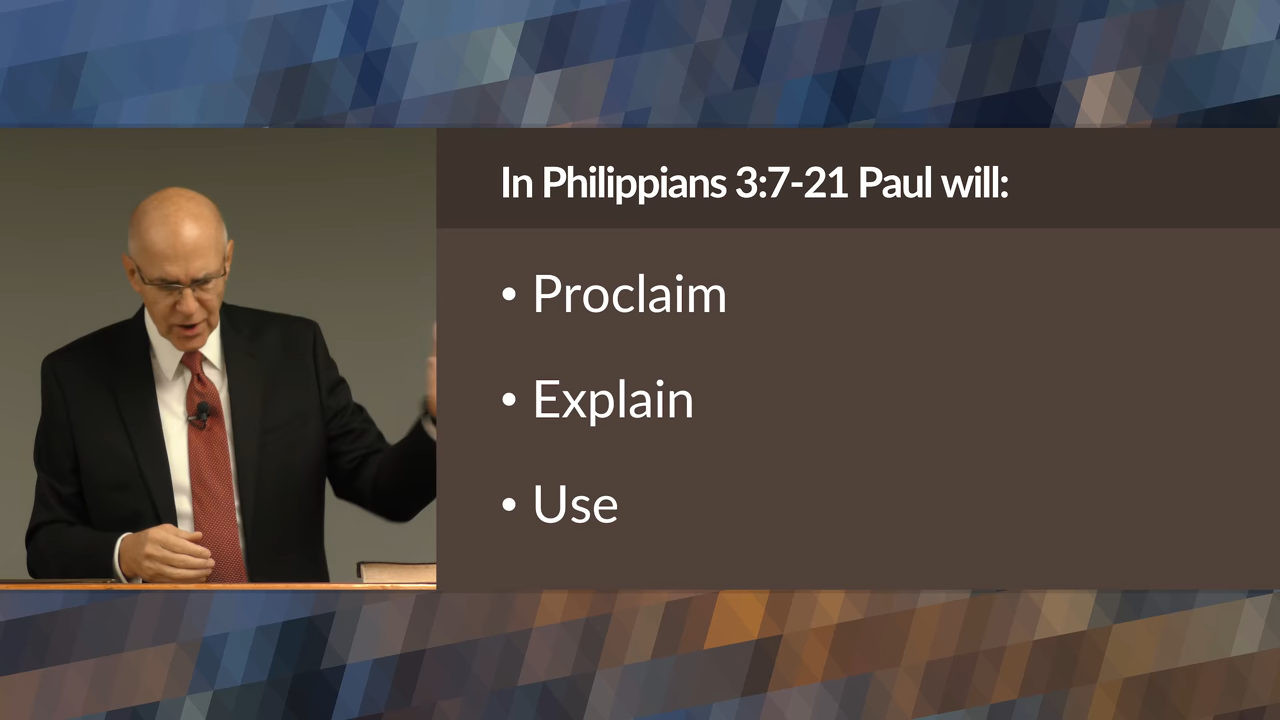 In Philippians 3:7-21 Paul will:
• Proclaim
• Explain
• Use